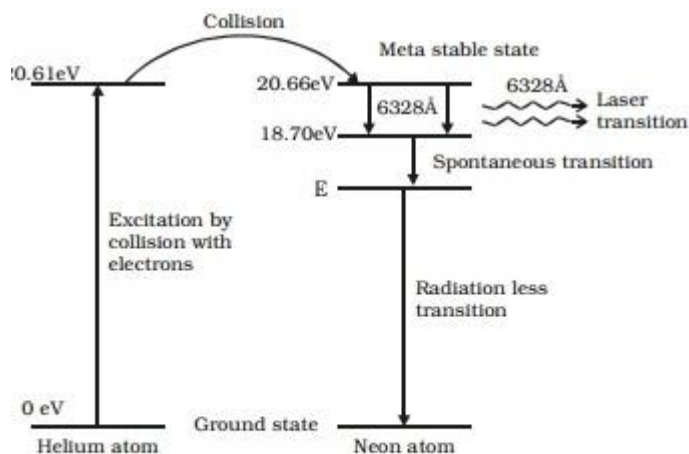 Collision
0.61eV
Meta stable state
20.66eV
6328Å
6328Å
Laser
transition
18.70eV
Spontaneous transition
E
Excitation by
collision with
electrons
Radiation less
transition
0 eV
Ground state
Helium atom
Neon atom